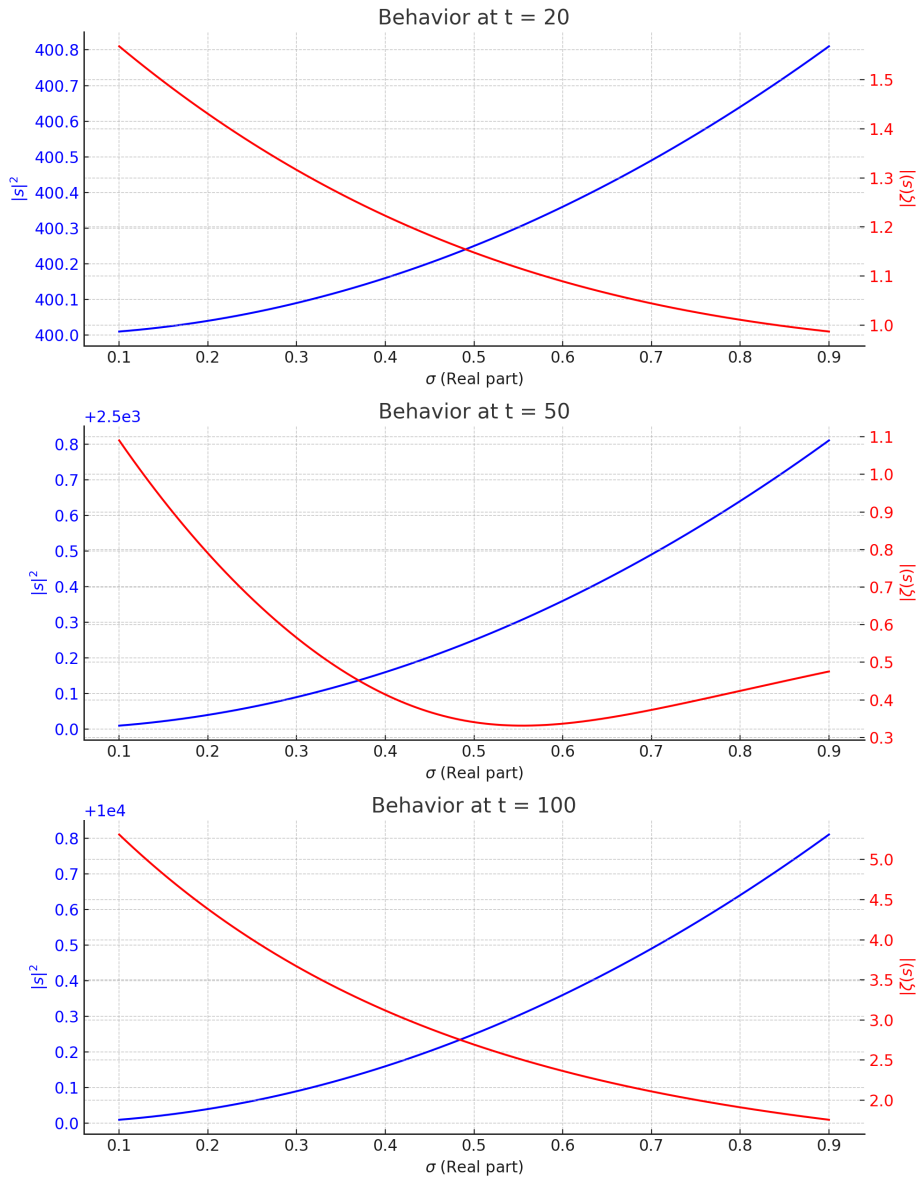 Behavior at t = 20
400.8
400.7
400.6
400.5
400.4
400.3
400.2
400.1
400.0
|s|²
1.5
1.4
1.3
1.2
1.1
1.0
|ζ(s)|
0.1 0.2 0.3 0.4 0.5 0.6 0.7 0.8 0.9
σ (Real part)
+2.5e3
Behavior at t = 50
0.8
0.7
0.6
0.5
0.4
0.3
0.2
0.1
0.0
|s|²
1.1
1.0
0.9
0.8
0.7
0.6
0.5
0.4
0.3
|ζ(s)|
0.1 0.2 0.3 0.4 0.5 0.6 0.7 0.8 0.9
σ (Real part)
+1e4
Behavior at t = 100
0.8
0.7
0.6
0.5
0.4
0.3
0.2
0.1
0.0
|s|²
5.0
4.5
4.0
3.5
3.0
2.5
2.0
|ζ(s)|
0.1 0.2 0.3 0.4 0.5 0.6 0.7 0.8 0.9
σ (Real part)